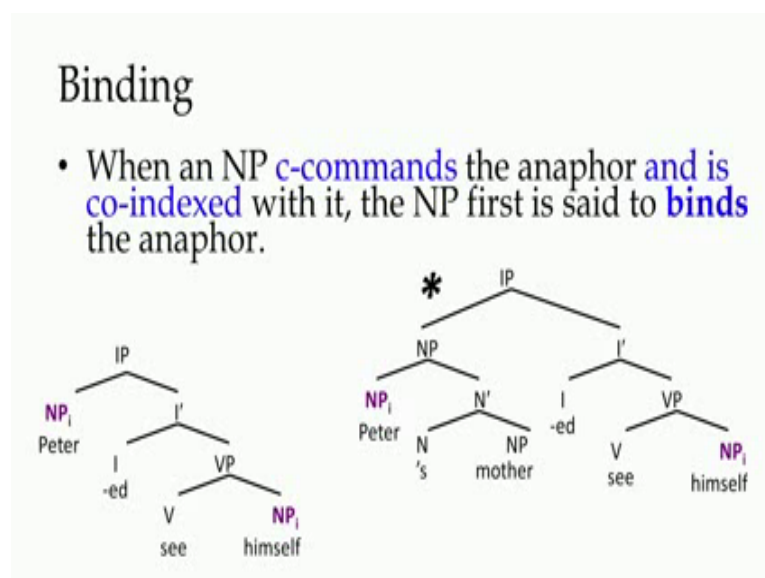 Binding
• When an NP c-commands the anaphor and is
co-indexed with it, the NP first is said to binds
the anaphor.
IP
NPi
Peter
I'
I
-ed
VP
V
see
NPi
himself
*
IP
NP
NPi
Peter
N'
N
's
NP
mother
I'
I
-ed
VP
V
see
NPi
himself